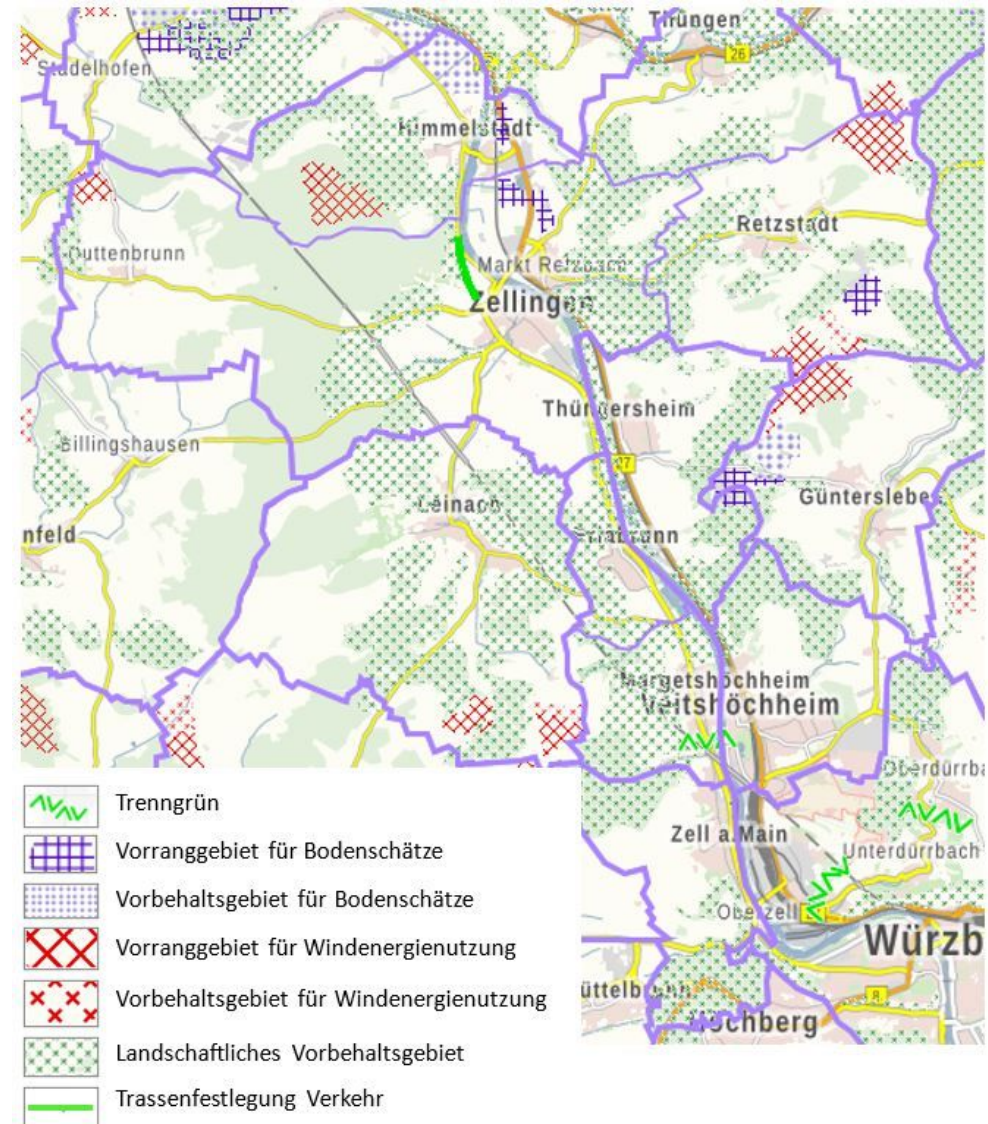 Thüngen
26
Stadelhofen
Himmelstadt
Retzstadt
Duttenbrunn
Markt Retzbach
Zellingen
Thüngersheim
Billingshausen
27
Günterslebe
Leinach
nfeld
Erlabrunn
Margetshöchheim
Veitshöchheim
Oberdürrba
Zell a.Main
Unterdürrbach
Oberzell
Würzb
üttelbrunn
8
Höchberg
Trenngrün
Vorranggebiet für Bodenschätze
Vorbehaltsgebiet für Bodenschätze
Vorranggebiet für Windenergienutzung
Vorbehaltsgebiet für Windenergienutzung
Landschaftliches Vorbehaltsgebiet
Trassenfestlegung Verkehr